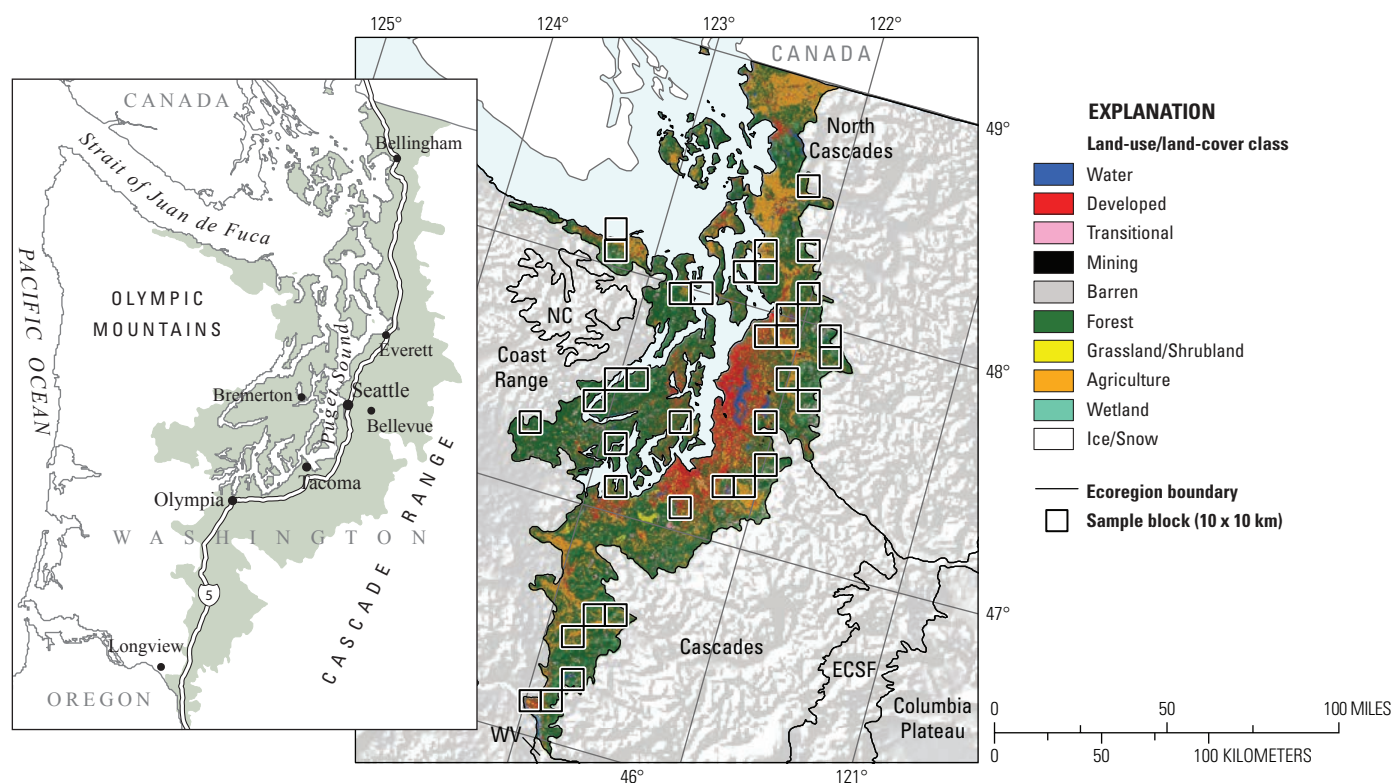 125°
124°
123°
122°
CANADA
49°
48°
47°
46°
121°
North
Cascades
NC
Coast
Range
Cascades
ECSF
Columbia
Plateau
WV
CANADA
Strait of Juan de Fuca
PACIFIC OCEAN
OLYMPIC
MOUNTAINS
Bellingham
Everett
Puget Sound
Seattle
Bremerton
Bellevue
Tacoma
Olympia
WASHINGTON
CASCADE RANGE
5
Longview
OREGON
EXPLANATION
Land-use/land-cover class
Water
Developed
Transitional
Mining
Barren
Forest
Grassland/Shrubland
Agriculture
Wetland
Ice/Snow
Ecoregion boundary
Sample block (10 x 10 km)
0 50 100 MILES
0 50 100 KILOMETERS